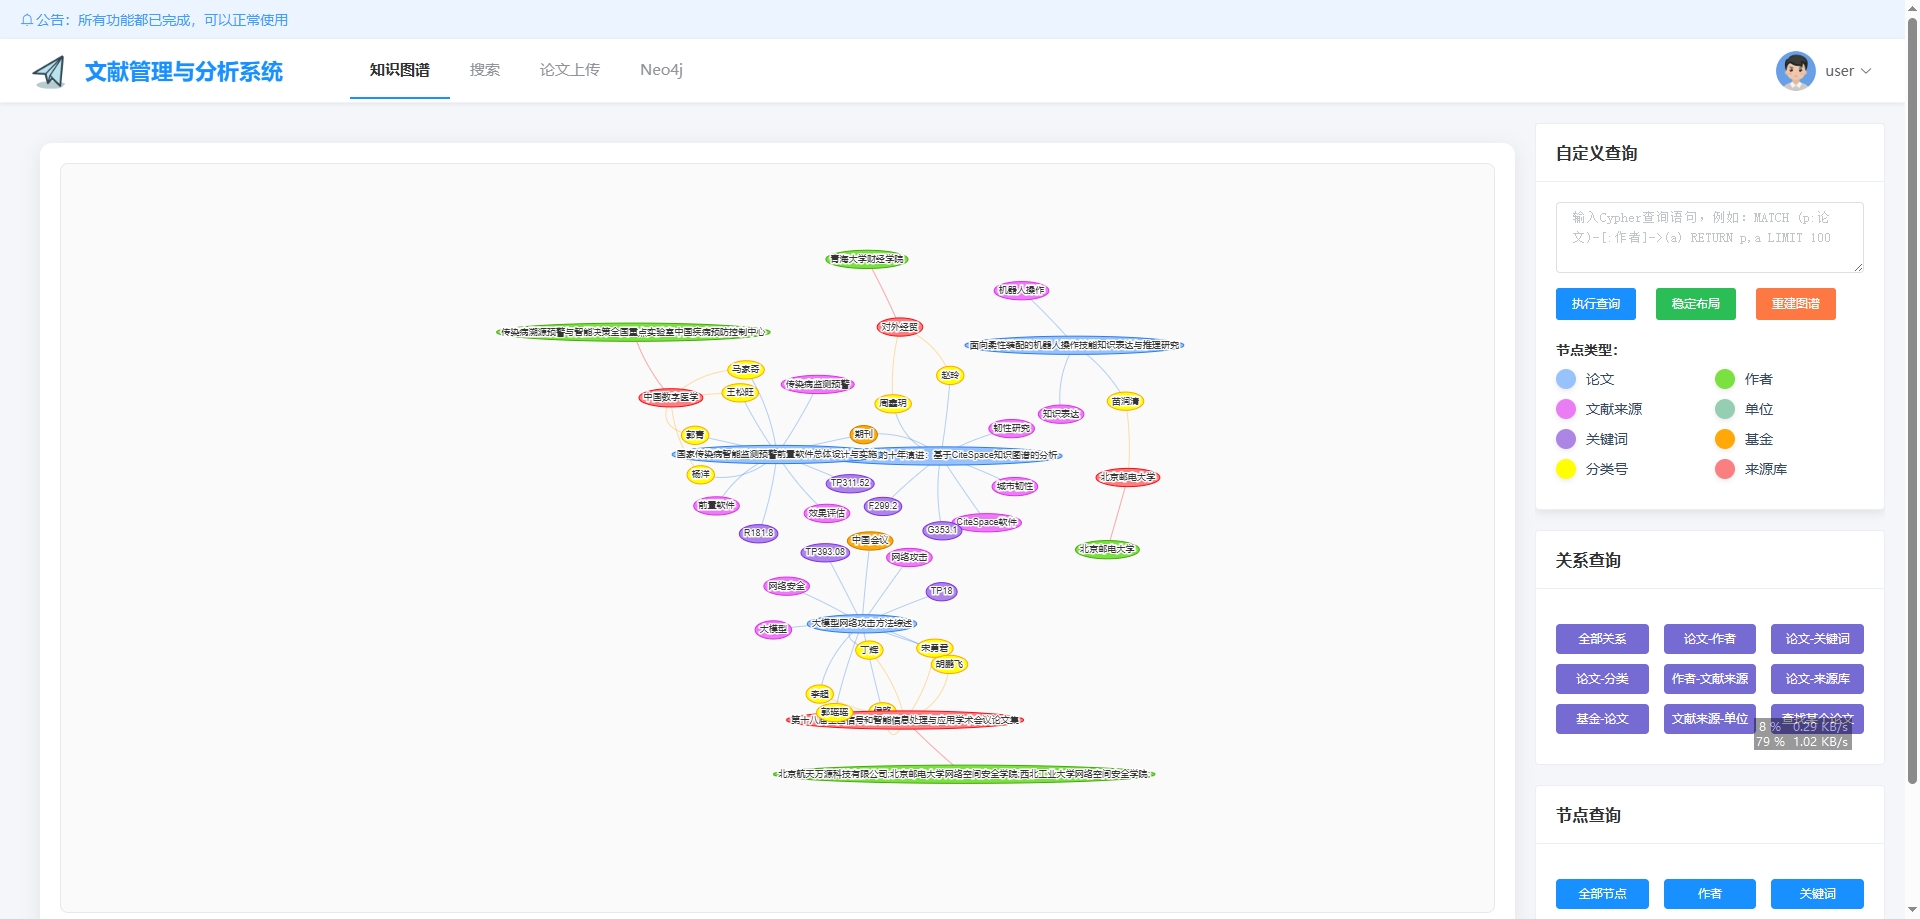 公告：所有功能都已完成，可以正常使用
文献管理与分析系统
知识图谱
搜索
论文上传
Neo4j
user
青海大学财经学院
机器人操作
对外经贸
传染病溯源预警与智能决策全国重点实验室中国疾病预防控制中心
面向柔性装配的机器人操作技能知识表达与推理研究
马家奇
赵玲
传染病监测预警
王松旺
中国数字医学
周鑫玥
苗润清
知识表达
韧性研究
郭青
期刊
国家传染病智能监测预警前置软件总体设计与实施
的十年演进：基于CiteSpace知识图谱的分析
杨洋
北京邮电大学
TP311.52
城市韧性
前置软件
F299.2
效果评估
CiteSpace软件
G353.1
R181.8
中国会议
北京邮电大学
TP393.08
网络攻击
网络安全
TP18
大模型网络攻击方法综述
大模型
丁辉
宋勇君
胡鹏飞
李超
郭瑶瑶
信号和智能信息处理与应用学术会议论文集
北京航天万源科技有限公司;北京邮电大学网络空间安全学院;西北工业大学网络空间安全学院;
自定义查询
输入Cypher查询语句，例如：MATCH (p:论
文)-[:作者]->(a) RETURN p,a LIMIT 100
执行查询
稳定布局
重建图谱
节点类型：
论文
作者
文献来源
单位
关键词
基金
分类号
来源库
关系查询
全部关系
论文-作者
论文-关键词
论文-分类
作者-文献来源
论文-来源库
基金-论文
文献来源-单位
查找某个论文
8 % 0.29 KB/s
79 % 1.02 KB/s
节点查询
全部节点
作者
关键词